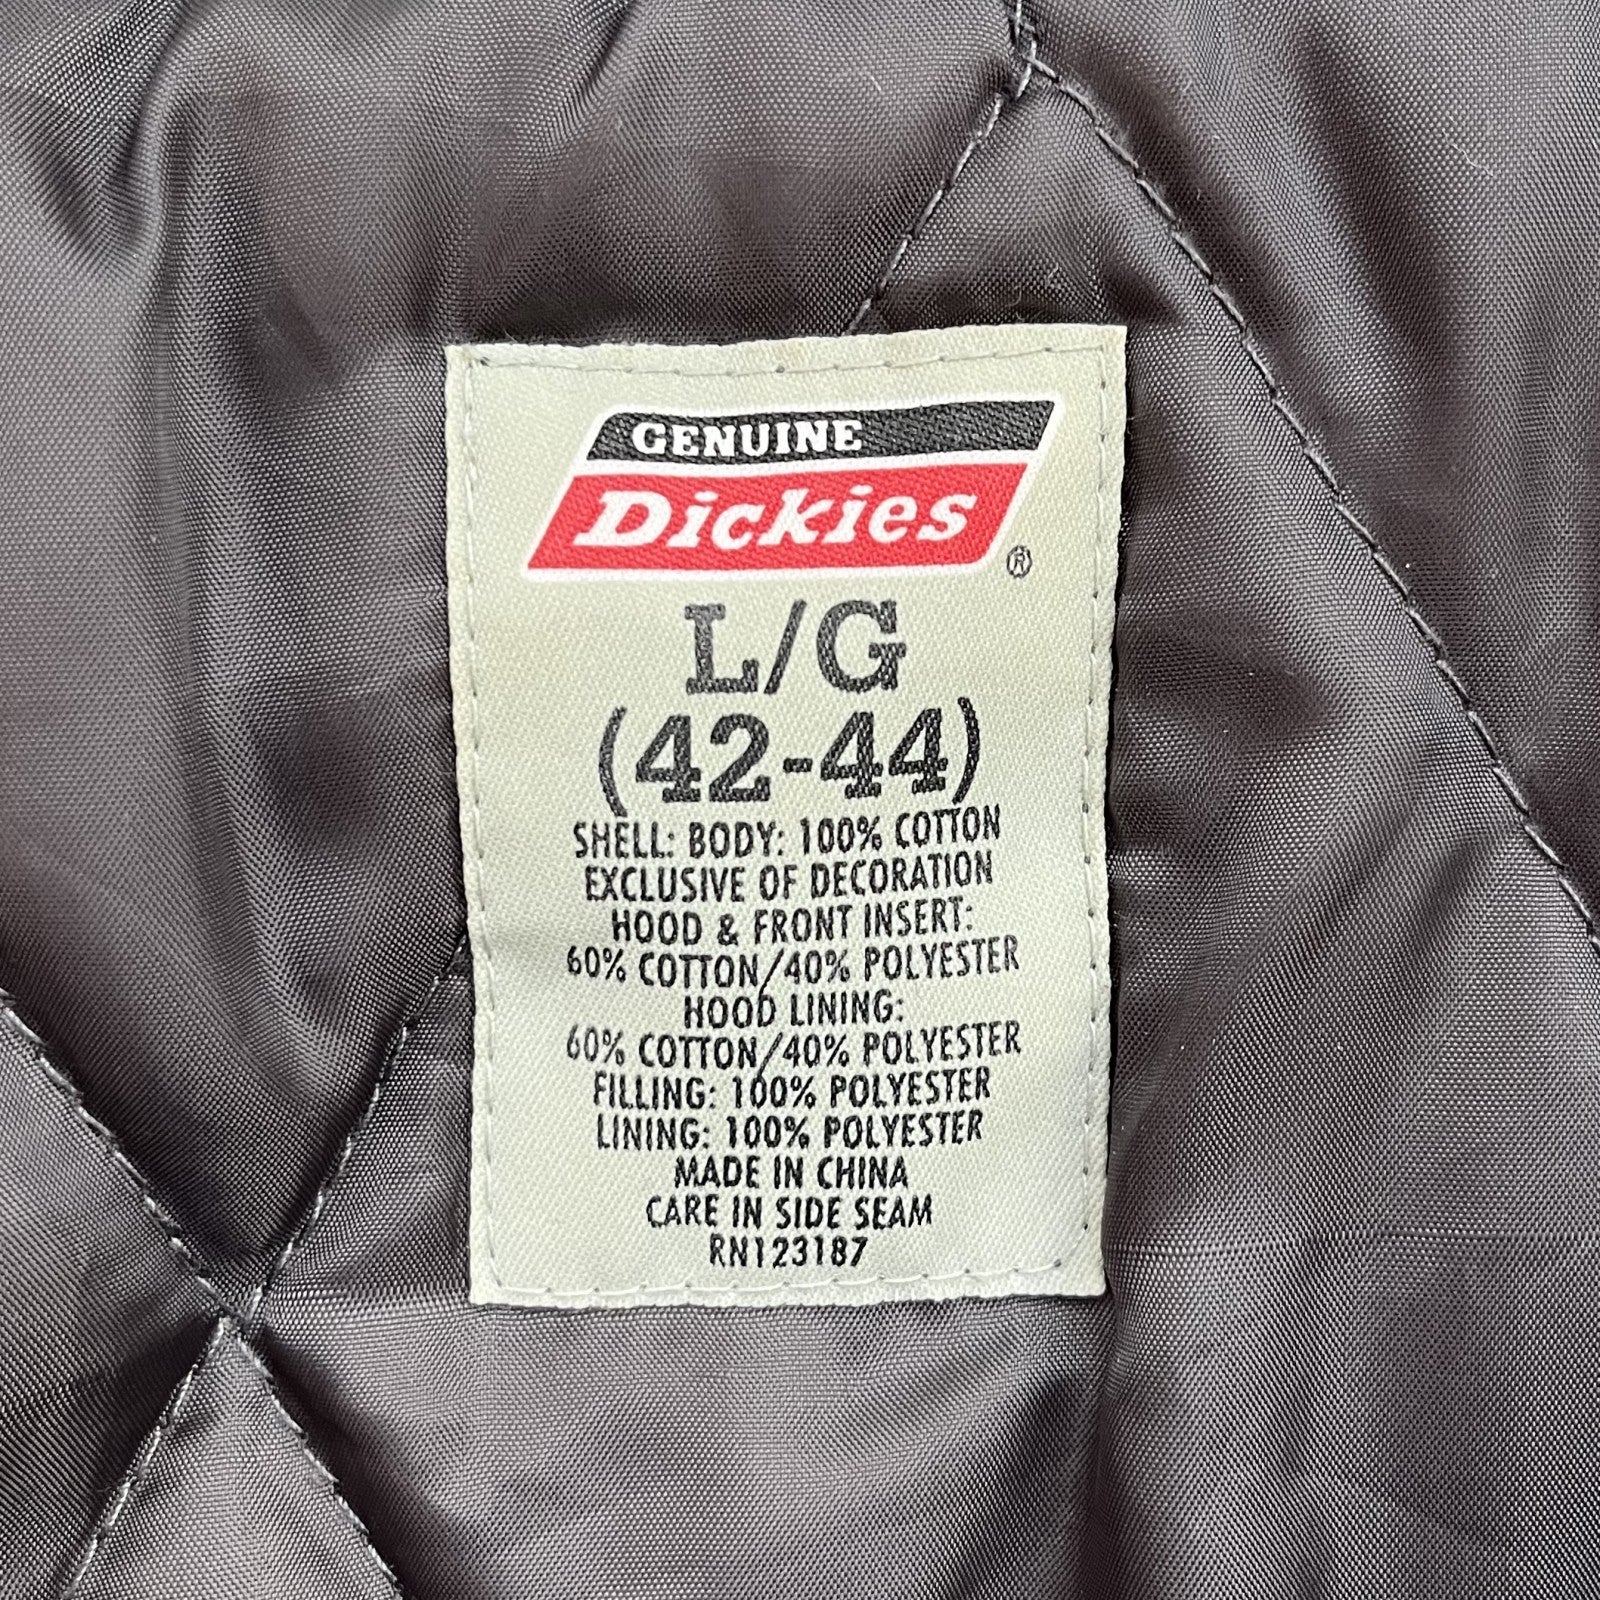 GENUINE
Dickies
®
L/G
(42-44)
SHELL: BODY: 100% COTTON
EXCLUSIVE OF DECORATION
HOOD & FRONT INSERT:
60% COTTON/40% POLYESTER
HOOD LINING:
60% COTTON/40% POLYESTER
FILLING: 100% POLYESTER
LINING: 100% POLYESTER
MADE IN CHINA
CARE IN SIDE SEAM
RN123187